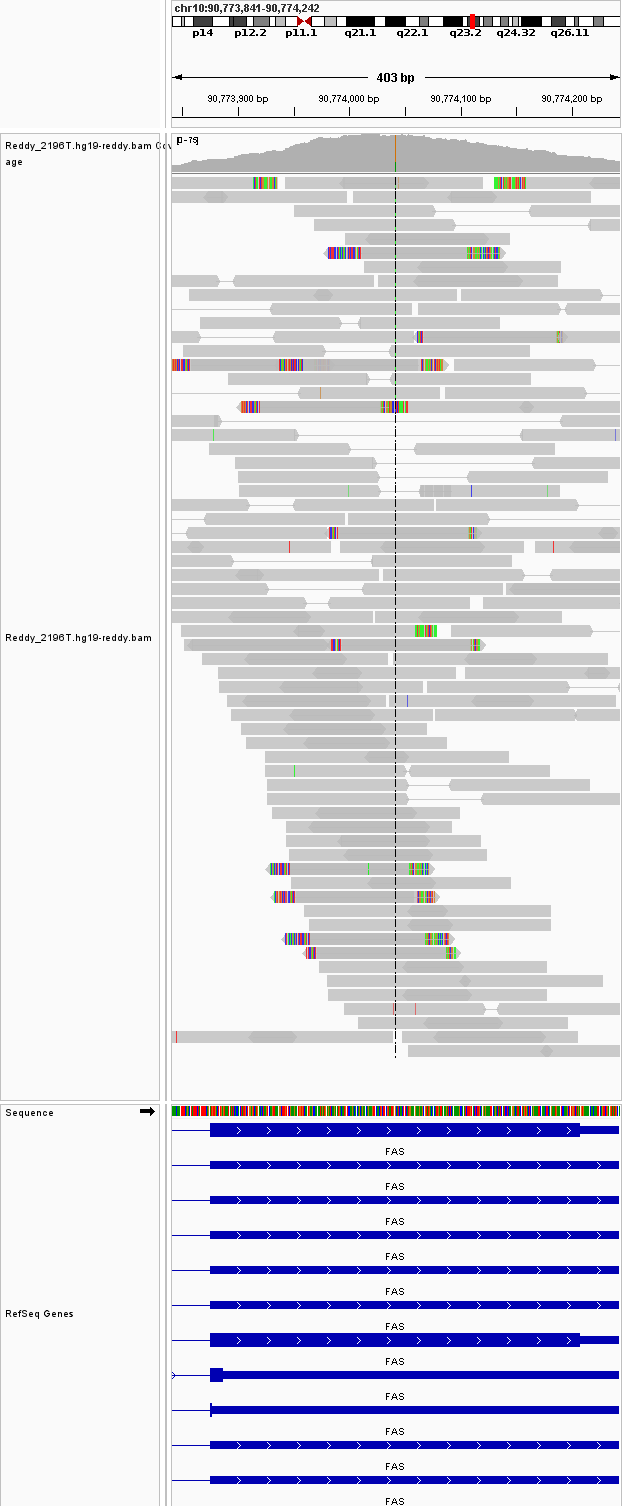 chr10:90,773,841-90,774,242
p14 p12.2 p11.1 q21.1 q22.1 q23.2 q24.32 q26.11
403 bp
90,773,900 bp 90,774,000 bp 90,774,100 bp 90,774,200 bp
Reddy_2196T.hg19-reddy.bam Cov
age
[0-79]
Reddy_2196T.hg19-reddy.bam
Sequence
FAS
FAS
FAS
FAS
FAS
RefSeq Genes
FAS
FAS
FAS
FAS
FAS
FAS